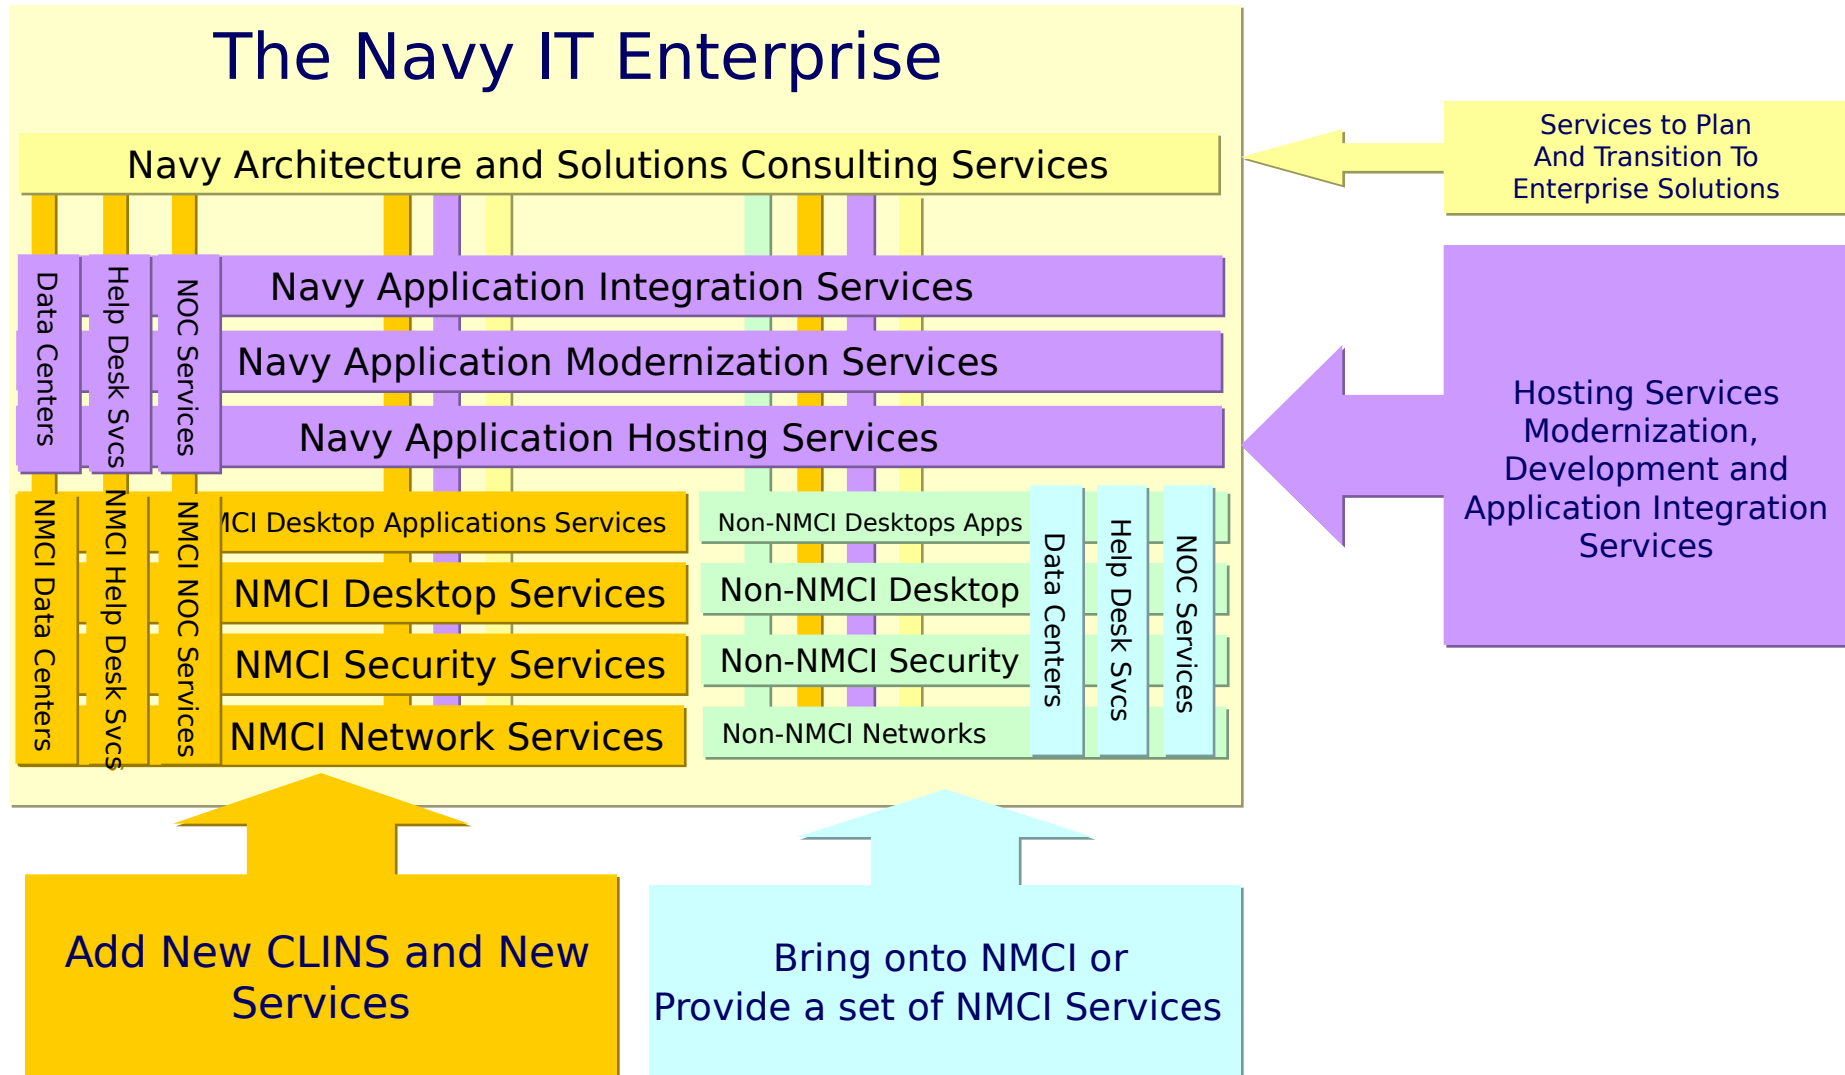 The Navy IT Enterprise
Navy Architecture and Solutions Consulting Services
Services to Plan
And Transition To
Enterprise Solutions
Data Centers
Help Desk Svcs
NOC Services
Navy Application Integration Services
Navy Application Modernization Services
Navy Application Hosting Services
Hosting Services
Modernization,
Development and
Application Integration
Services
NMCI Data Centers
NMCI Help Desk Svcs
NMCI NOC Services
MCI Desktop Applications Services
NMCI Desktop Services
NMCI Security Services
NMCI Network Services
Non-NMCI Desktops Apps
Non-NMCI Desktop
Non-NMCI Security
Non-NMCI Networks
Data Centers
Help Desk Svcs
NOC Services
Add New CLINS and New
Services
Bring onto NMCI or
Provide a set of NMCI Services